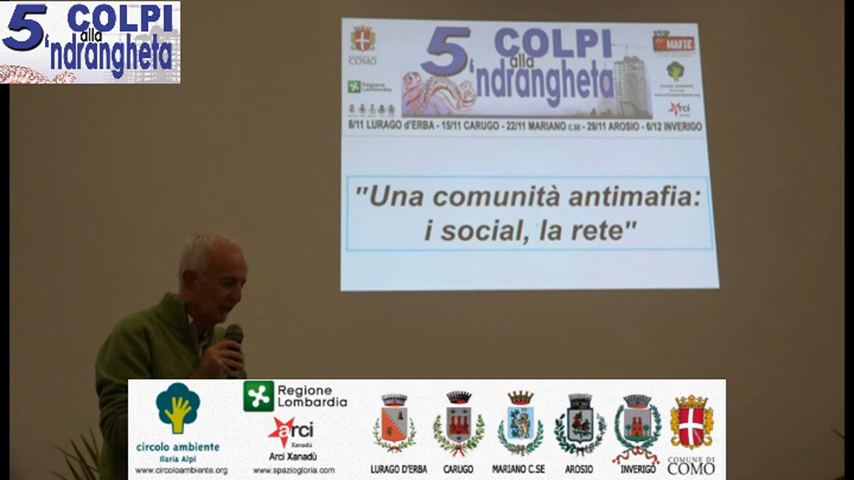 5 COLPI
alla
'ndrangheta
5 COLPI
alla
'ndrangheta
COMO
Regione
Lombardia
STOP
MAFIE
circolo ambiente
arci
8/11 LURAGO d'ERBA - 15/11 CARUGO - 22/11 MARIANO C.SE - 29/11 AROSIO - 6/12 INVERIGO
"Una comunità antimafia:
i social, la rete"
circolo ambiente
Ilaria Alpi
www.circoloambiente.org
Regione
Lombardia
arci
Xanadù
Arci Xanadù
www.spaziogloria.com
LURAGO D'ERBA
CARUGO
MARIANO C.SE
AROSIO
INVERIGO
COMUNE DI
COMO